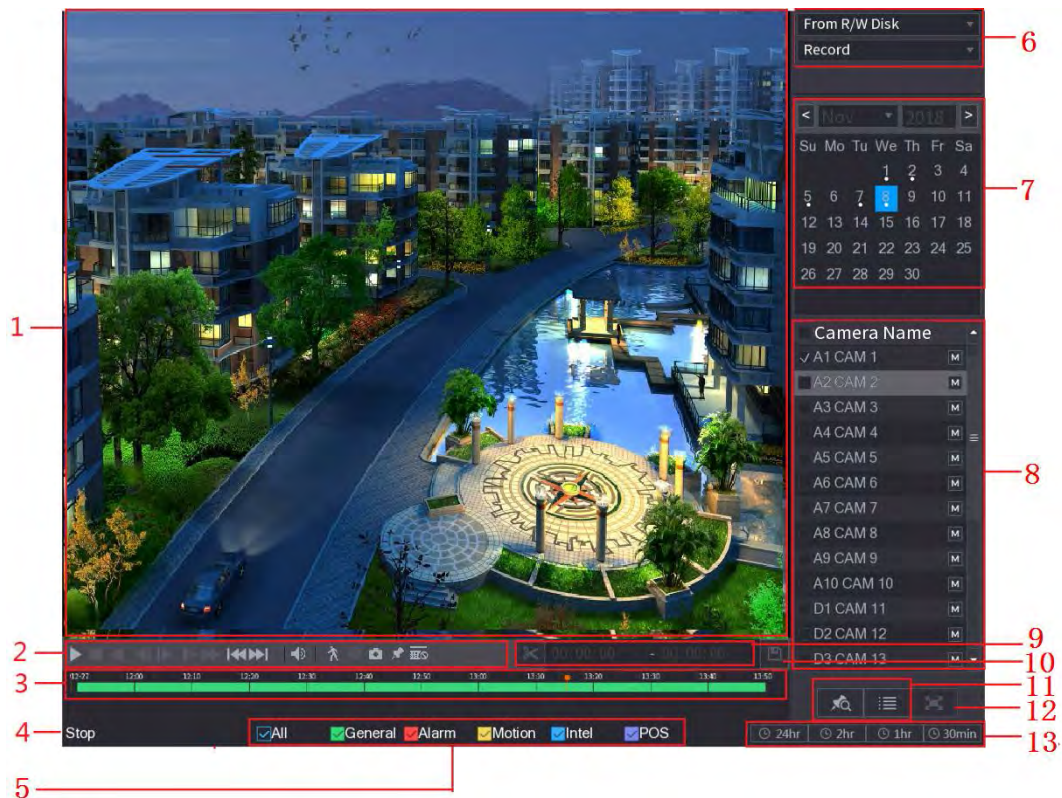 From R/W Disk
6
Record
< Nov 2018 >
Su Mo Tu We Th Fr Sa
1 2 3 4
5 6 7 8 9 10 11
7
12 13 14 15 16 17 18
19 20 21 22 23 24 25
26 27 28 29 30
1
Camera Name
A1 CAM 1 M
A2 CAM 2 M
A3 CAM 3 M
A4 CAM 4 M
A5 CAM 5 M
8
A6 CAM 6 M
A7 CAM 7 M
A8 CAM 8 M
A9 CAM 9 M
A10 CAM 10 M
D1 CAM 11 M
D2 CAM 12 M
9
2
00:00:00 - 00:00:00
D3 CAM 13 M
10
3
12:00 12:10 12:20 12:30 12:40 12:50 13:00 13:10 13:20 13:30 13:40 13:50
11
12
4
Stop
All General Alarm Motion Intel POS
24hr 2hr 1hr 30min
13
5